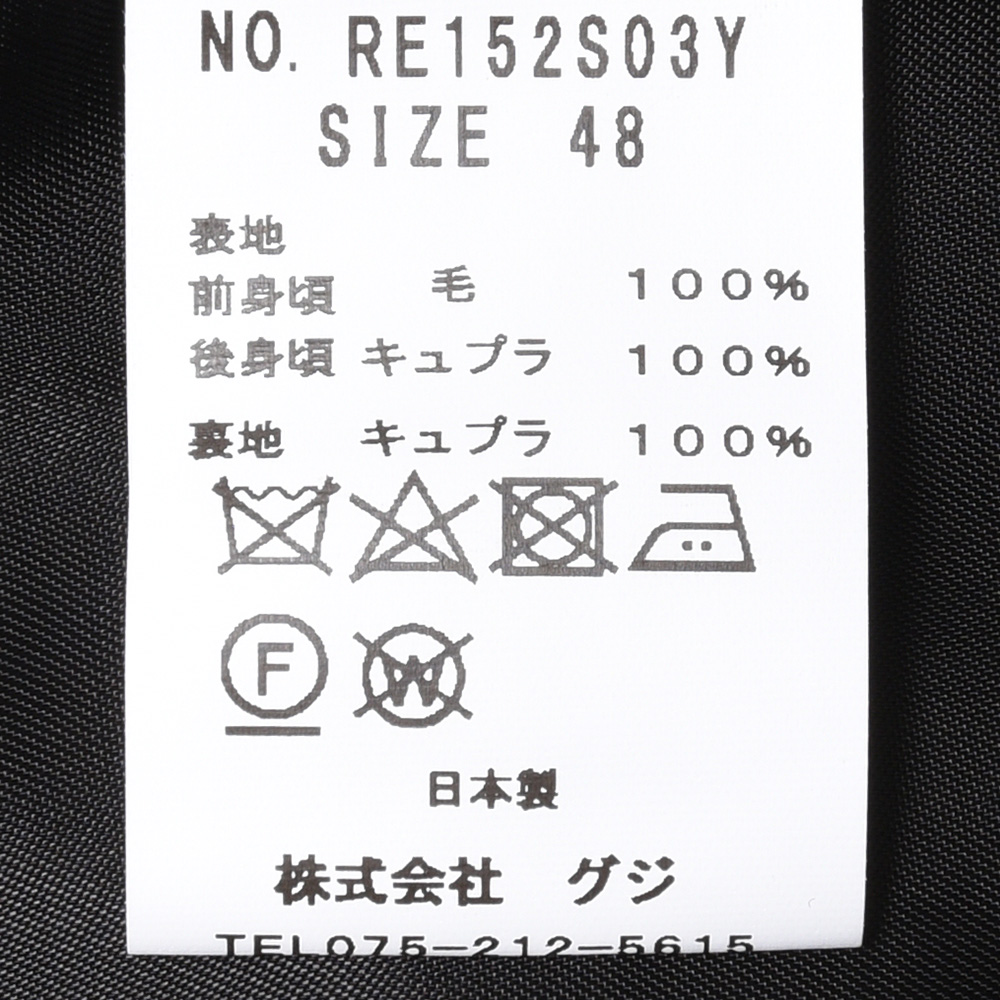 NO. RE152S03Y
SIZE 48
表地
前身頃 毛 100%
後身頃 キュプラ 100%
裏地 キュプラ 100%
F
W
日本製
株式会社 グジ
TEL075-212-5615